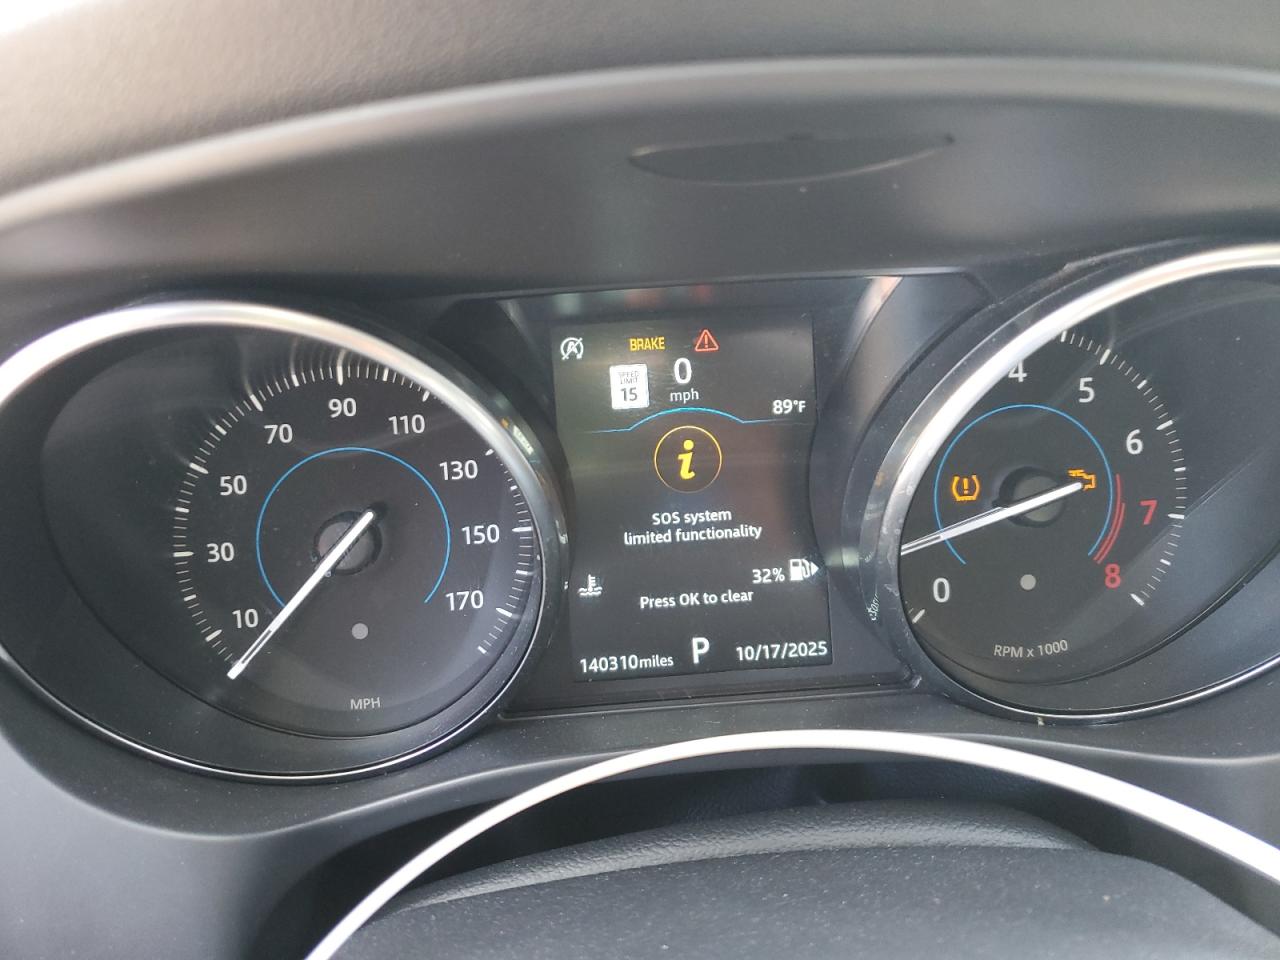 10
30
50
70
90
110
130
150
170
MPH
BRAKE
SPEED
LIMIT
15
0
mph
89°F
i
SOS system
limited functionality
32%
Press OK to clear
140310miles
P
10/17/2025
0
4
5
6
7
8
RPM x 1000